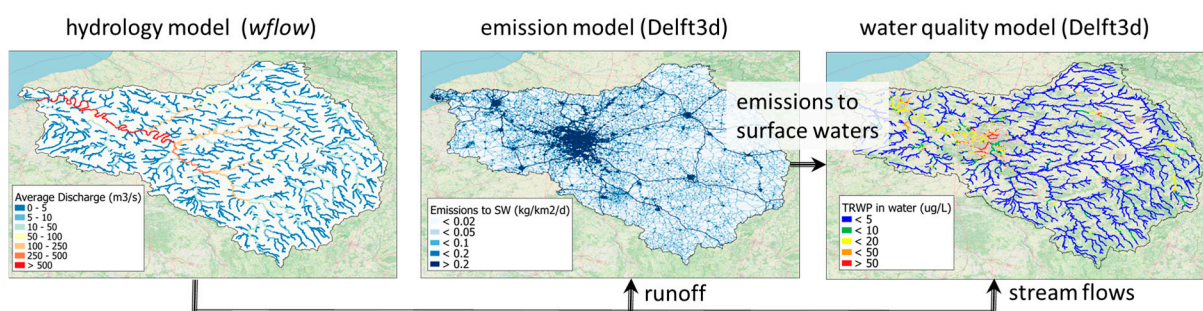 hydrology model (wflow)
emission model (Delft3d)
water quality model (Delft3d)
Average Discharge (m3/s)
0 - 5
5 - 10
10 - 50
50 - 100
100 - 250
250 - 500
> 500
Emissions to SW (kg/km2/d)
< 0.02
< 0.05
< 0.1
< 0.2
> 0.2
emissions to
surface waters
TRWP in water (ug/L)
< 5
< 10
< 20
< 50
> 50
runoff
stream flows